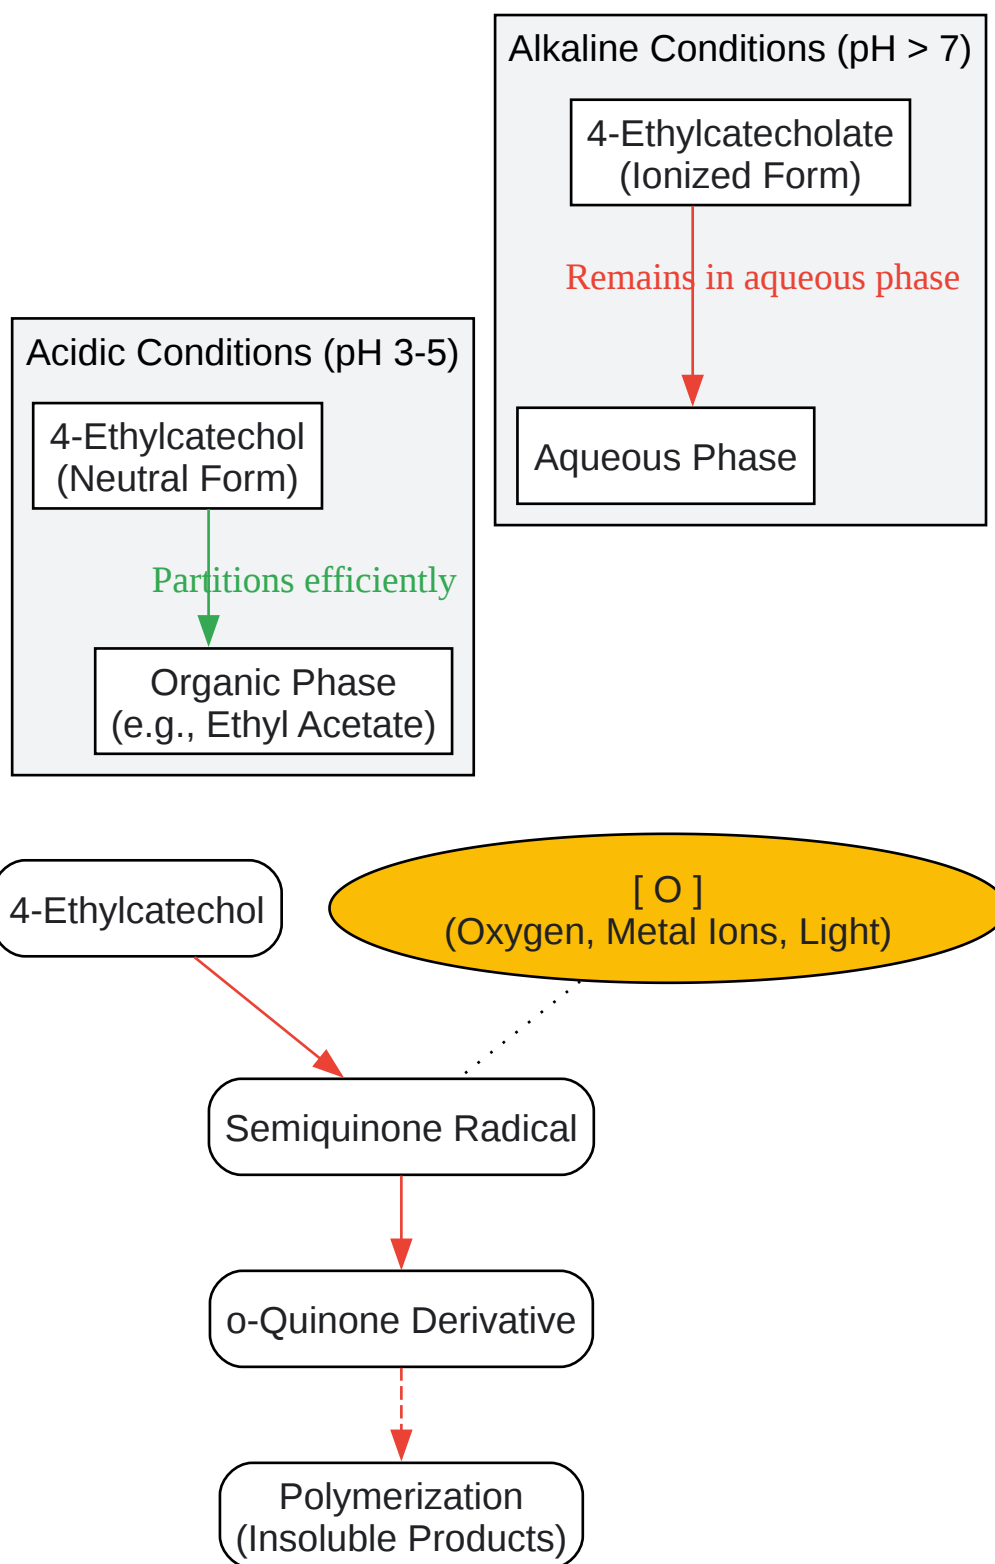 Alkaline Conditions (pH > 7)
4-Ethylcatecholate
(Ionized Form)
Remains in aqueous phase
Aqueous Phase
Acidic Conditions (pH 3-5)
4-Ethylcatechol
(Neutral Form)
Partitions efficiently
Organic Phase
(e.g., Ethyl Acetate)
4-Ethylcatechol
[ O ]
(Oxygen, Metal Ions, Light)
Semiquinone Radical
o-Quinone Derivative
Polymerization
(Insoluble Products)